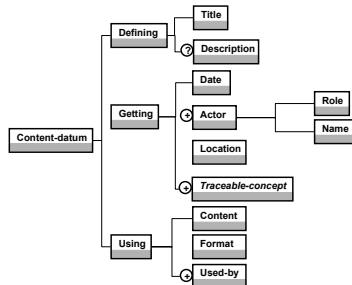 Title
Defining
? Description
Date
Getting
+ Actor
Role
Name
Location
Content-datum
+ Traceable-concept
Content
Using
Format
+ Used-by